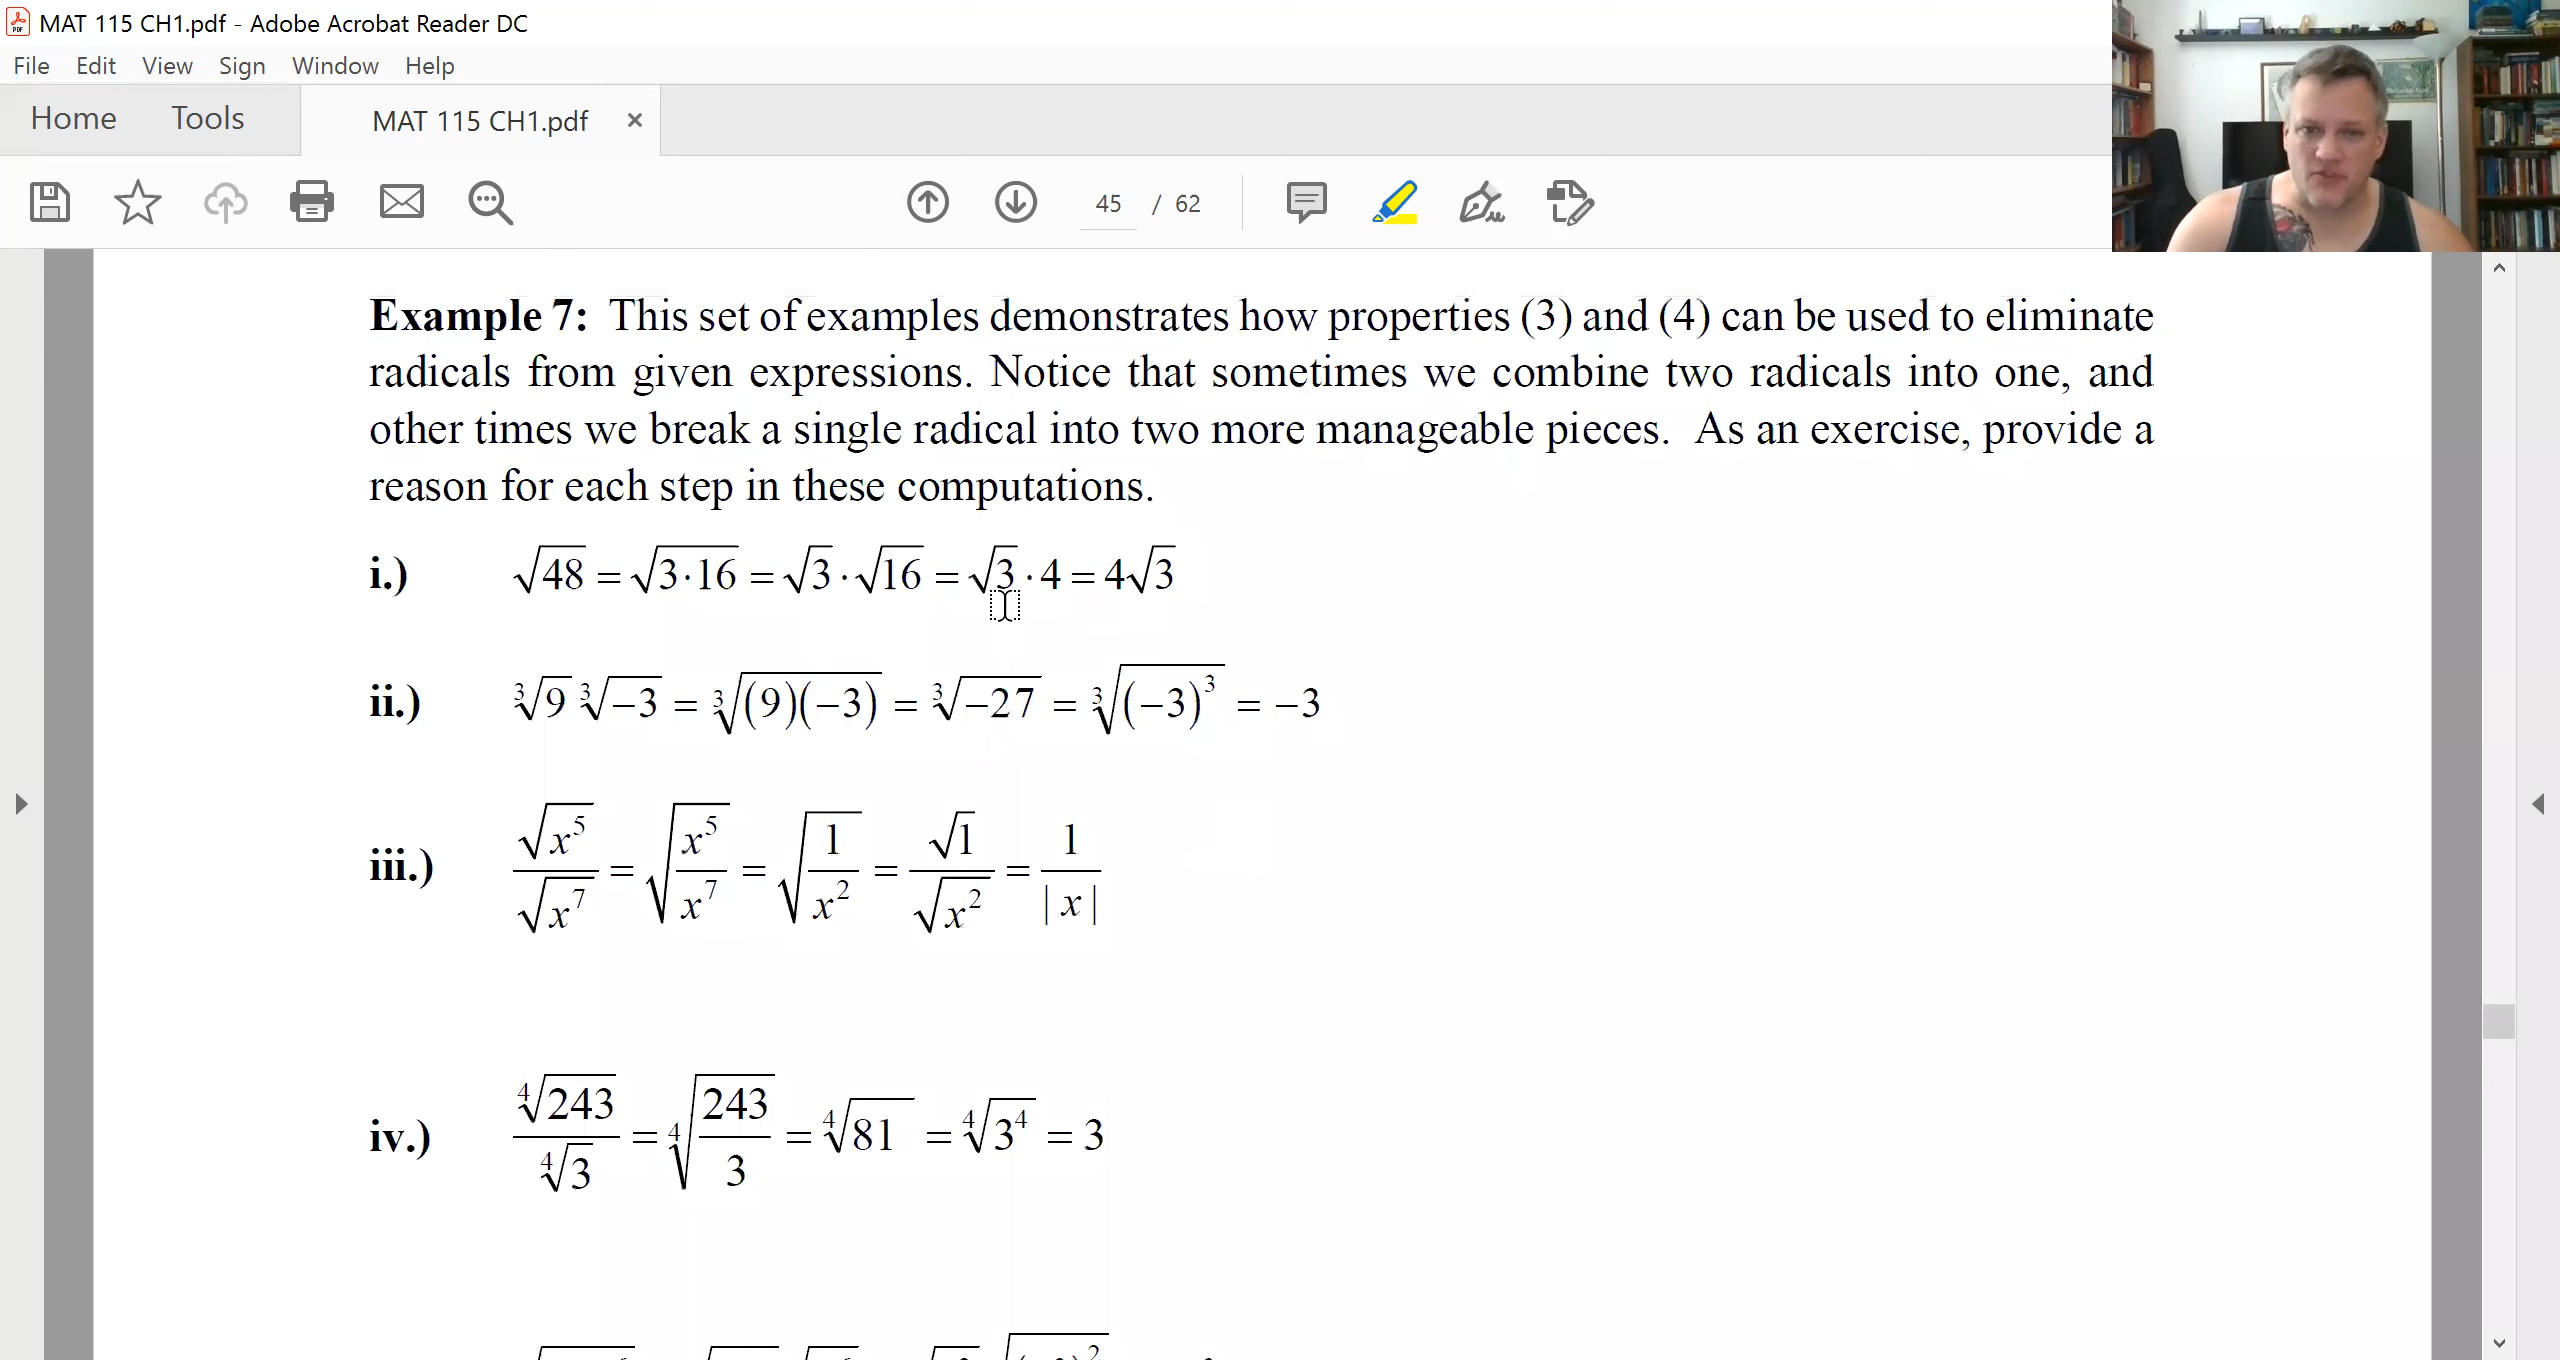 MAT 115 CH1.pdf - Adobe Acrobat Reader DC
File Edit View Sign Window Help
Home Tools MAT 115 CH1.pdf ×
45 / 62
Example 7: This set of examples demonstrates how properties (3) and (4) can be used to eliminate
radicals from given expressions. Notice that sometimes we combine two radicals into one, and
other times we break a single radical into two more manageable pieces. As an exercise, provide a
reason for each step in these computations.
i.) √48 = √(3·16) = √3 · √16 = √3 · 4 = 4√3
ii.) ∛9 ∛−3 = ∛((9)(−3)) = ∛−27 = ∛((−3)³) = −3
iii.) √x⁵ / √x⁷ = √(x⁵/x⁷) = √(1/x²) = √1 / √x² = 1 / |x|
iv.) ∜243 / ∜3 = ∜(243/3) = ∜81 = ∜3⁴ = 3